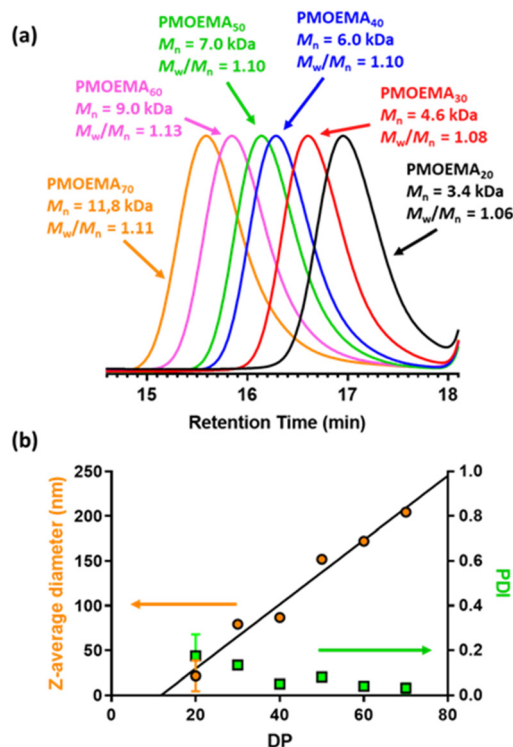 (a)
PMOEMA50
Mn = 7.0 kDa
Mw/Mn = 1.10
PMOEMA40
Mn = 6.0 kDa
Mw/Mn = 1.10
PMOEMA60
Mn = 9.0 kDa
Mw/Mn = 1.13
PMOEMA30
Mn = 4.6 kDa
Mw/Mn = 1.08
PMOEMA70
Mn = 11,8 kDa
Mw/Mn = 1.11
PMOEMA20
Mn = 3.4 kDa
Mw/Mn = 1.06
15 16 17 18
Retention Time (min)
(b)
Z-average diameter (nm)
250
200
150
100
50
0
1.0
0.8
0.6
0.4
0.2
0.0
PDI
0 20 40 60 80
DP